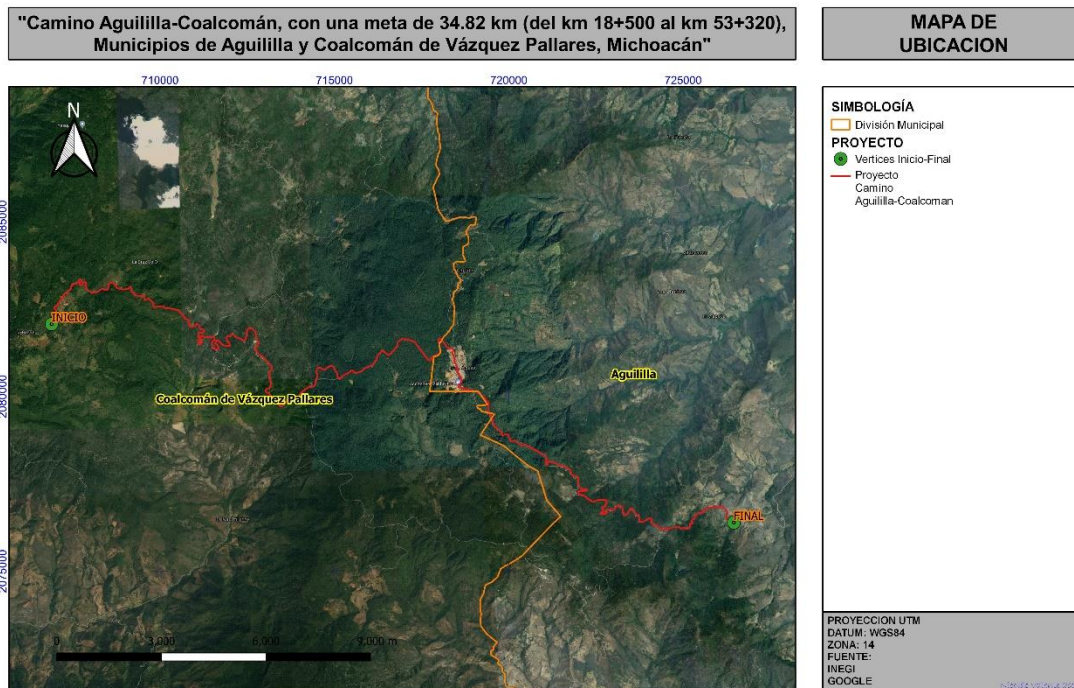 "Camino Aguililla-Coalcomán, con una meta de 34.82 km (del km 18+500 al km 53+320),
Municipios de Aguililla y Coalcomán de Vázquez Pallares, Michoacán"
MAPA DE
UBICACION
710000 715000 720000 725000
N
2085000
2080000
2075000
INICIO
Coalcomán de Vázquez Pallares
Aguililla
FINAL
0 3,000 6,000 9,000 m
SIMBOLOGÍA
División Municipal
PROYECTO
Vertices Inicio-Final
Proyecto
Camino
Aguililla-Coalcoman
PROYECCION UTM
DATUM: WGS84
ZONA: 14
FUENTE:
INEGI
GOOGLE